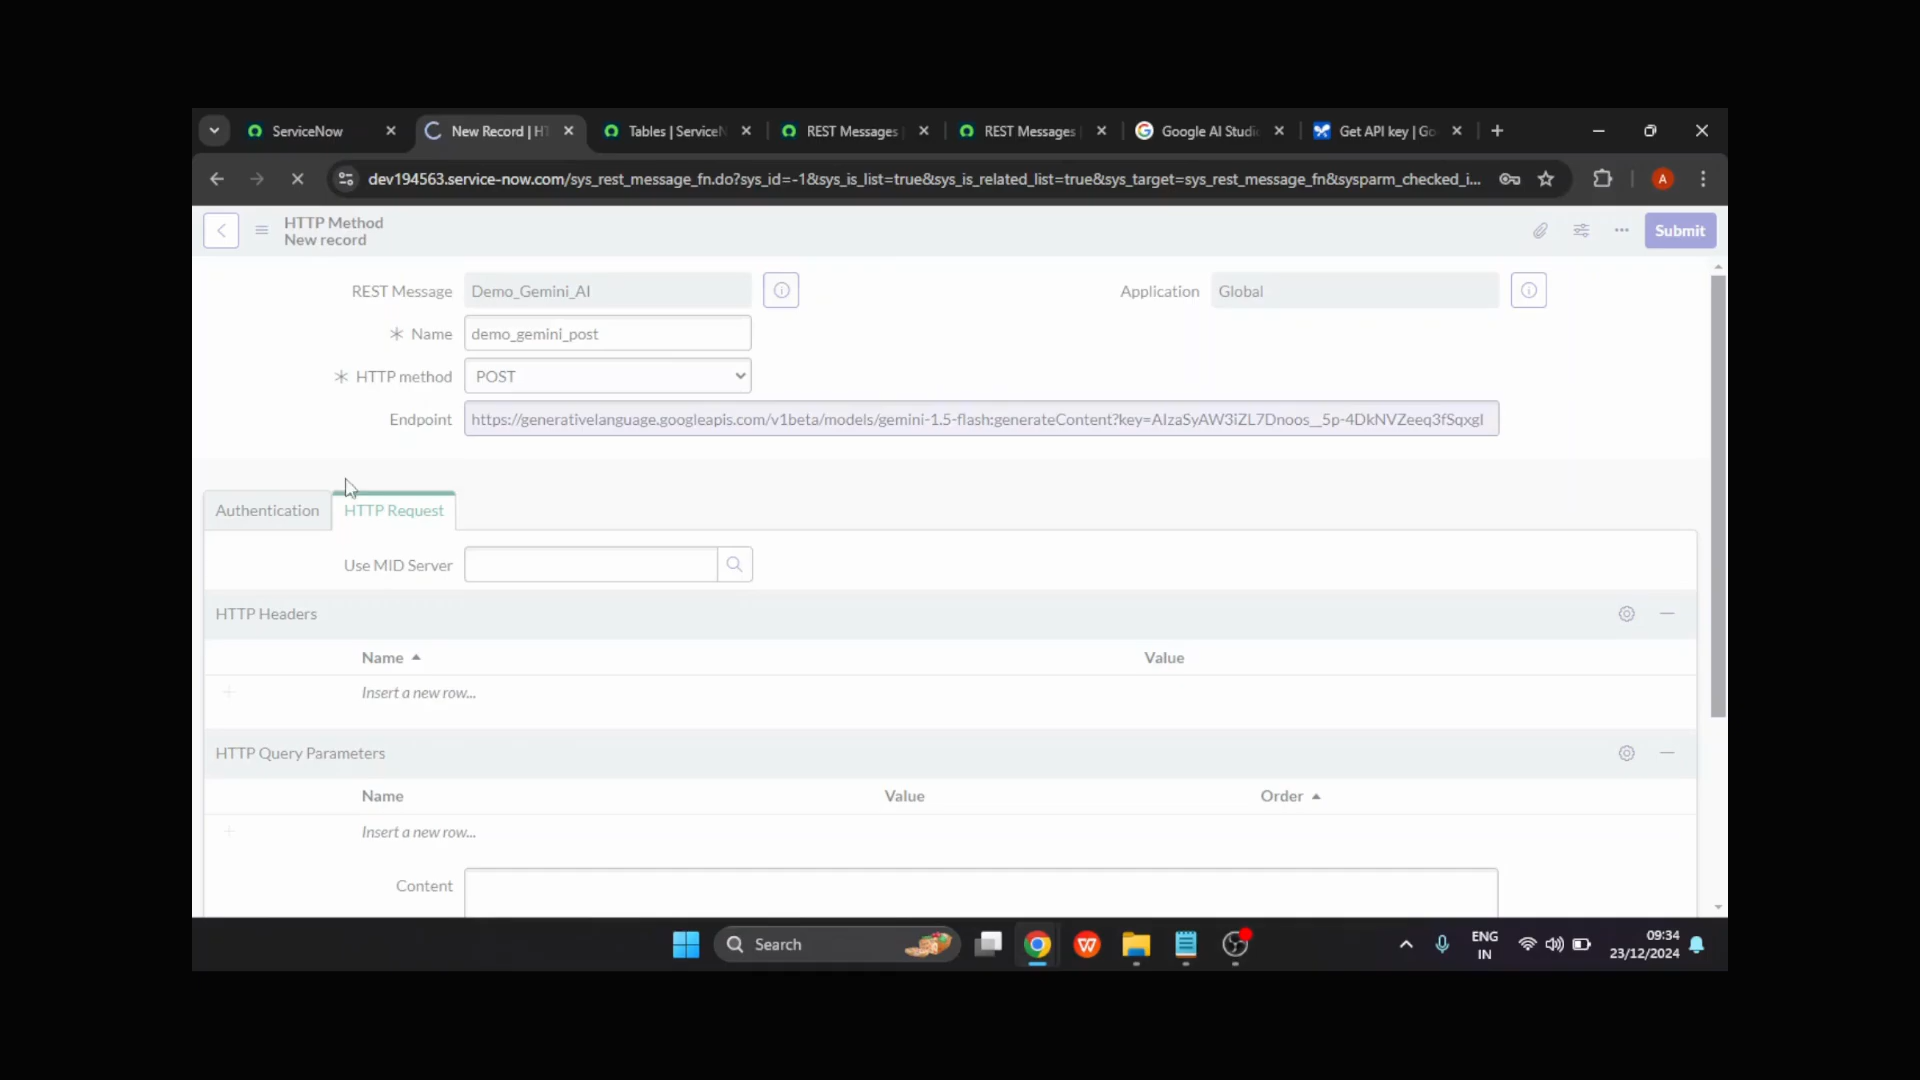 ServiceNow
New Record | HT
Tables | ServiceN
REST Messages
REST Messages
Google AI Studi
Get API key | Go
dev194563.service-now.com/sys_rest_message_fn.do?sys_id=-1&sys_is_list=true&sys_is_related_list=true&sys_target=sys_rest_message_fn&sysparm_checked_i...
A
HTTP Method
New record
Submit
REST Message
Demo_Gemini_AI
Application
Global
Name
demo_gemini_post
HTTP method
POST
Endpoint
https://generativelanguage.googleapis.com/v1beta/models/gemini-1.5-flash:generateContent?key=AIzaSyAW3iZL7Dnoos__5p-4DkNVZeeq3fSqxgI
Authentication
HTTP Request
Use MID Server
HTTP Headers
Name
Value
Insert a new row...
HTTP Query Parameters
Name
Value
Order
Insert a new row...
Content
Search
ENG
IN
09:34
23/12/2024